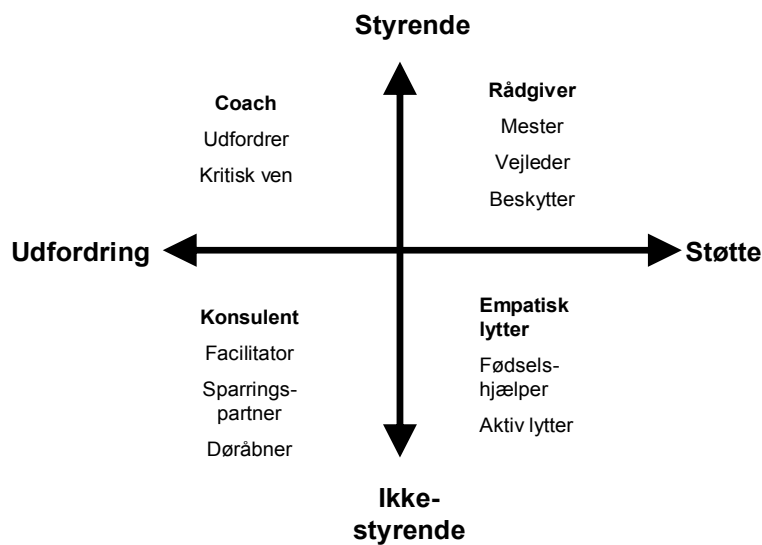 Styrende
Coach
Udfordrer
Kritisk ven
Rådgiver
Mester
Vejleder
Beskytter
Udfordring
Støtte
Konsulent
Facilitator
Sparrings-
partner
Døråbner
Empatisk
lytter
Fødsels-
hjælper
Aktiv lytter
Ikke-
styrende